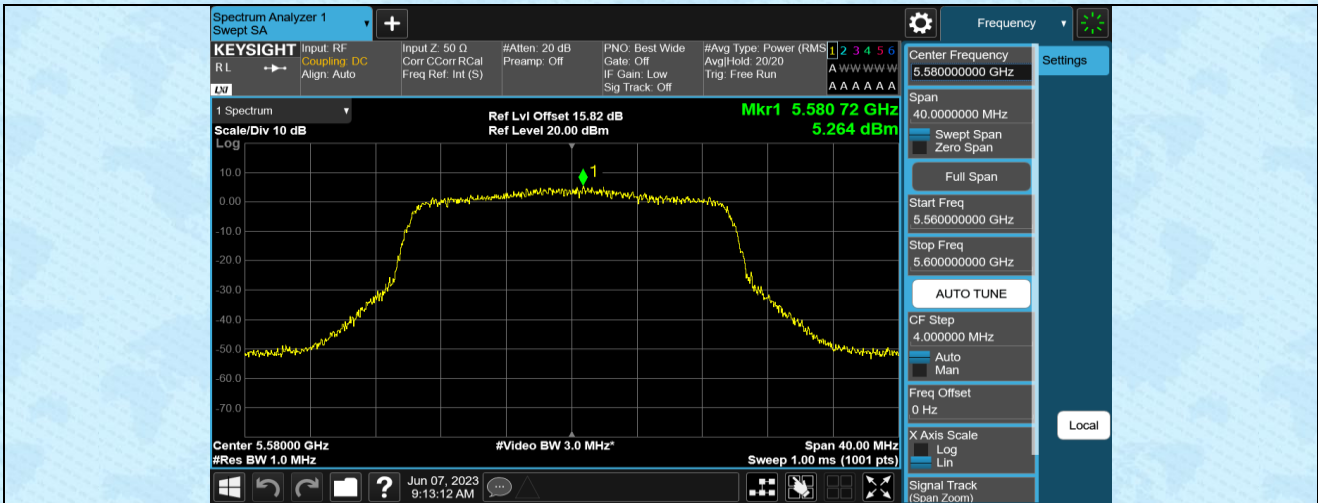 Spectrum Analyzer 1
Swept SA
+
Frequency
KEYSIGHT
RL
LXI
Input: RF
Coupling: DC
Align: Auto
Input Z: 50 Ω
Corr CCorr RCal
Freq Ref: Int (S)
#Atten: 20 dB
Preamp: Off
PNO: Best Wide
Gate: Off
IF Gain: Low
Sig Track: Off
#Avg Type: Power (RMS
Avg|Hold: 20/20
Trig: Free Run
1 2 3 4 5 6
A W W W W W
A A A A A A
1 Spectrum
Scale/Div 10 dB
Log
Ref Lvl Offset 15.82 dB
Ref Level 20.00 dBm
Mkr1 5.580 72 GHz
5.264 dBm
1
10.0
0.00
-10.0
-20.0
-30.0
-40.0
-50.0
-60.0
-70.0
Center 5.58000 GHz
#Res BW 1.0 MHz
#Video BW 3.0 MHz*
Span 40.00 MHz
Sweep 1.00 ms (1001 pts)
Center Frequency
5.580000000 GHz
Span
40.0000000 MHz
Swept Span
Zero Span
Full Span
Start Freq
5.560000000 GHz
Stop Freq
5.600000000 GHz
AUTO TUNE
CF Step
4.000000 MHz
Auto
Man
Freq Offset
0 Hz
X Axis Scale
Log
Lin
Signal Track
(Span Zoom)
Settings
Local
?
Jun 07, 2023
9:13:12 AM